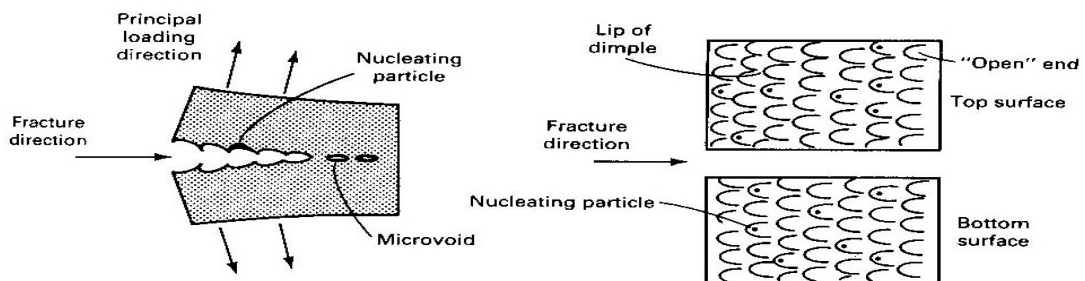 Principal
loading
direction
Nucleating
particle
Fracture
direction
Microvoid
Lip of
dimple
"Open" end
Top surface
Fracture
direction
Nucleating particle
Bottom
surface